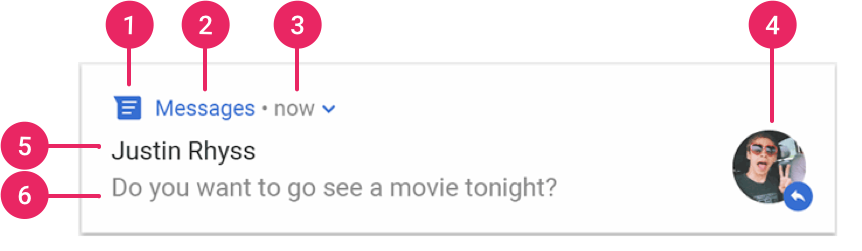 1 2 3 4
Messages • now
5 Justin Rhyss
6 Do you want to go see a movie tonight?